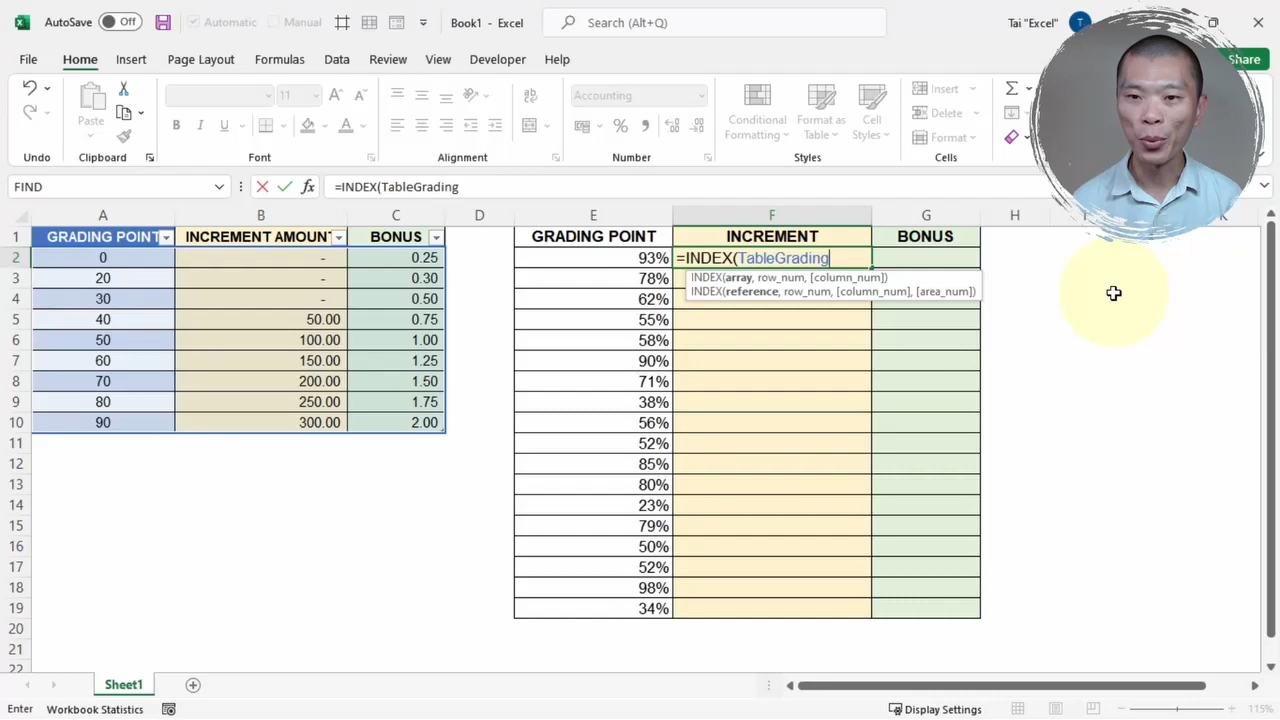 AutoSave Off Automatic Manual Book1 - Excel Search (Alt+Q) Tai "Excel" T
File Home Insert Page Layout Formulas Data Review View Developer Help Share
11 A A ab Accounting Insert
Paste Conditional Format as Cell Delete
B I U A % Formatting Table Styles Format
Undo Clipboard Font Alignment Number Styles Cells
FIND fx =INDEX(TableGrading
A B C D E F G H K
1 GRADING POINT INCREMENT AMOUNT BONUS GRADING POINT INCREMENT BONUS
2 0 - 0.25 93% =INDEX(TableGrading
3 20 - 0.30 78% INDEX(array, row_num, [column_num])
4 30 - 0.50 62% INDEX(reference, row_num, [column_num], [area_num])
5 40 50.00 0.75 55%
6 50 100.00 1.00 58%
7 60 150.00 1.25 90%
8 70 200.00 1.50 71%
9 80 250.00 1.75 38%
10 90 300.00 2.00 56%
11 52%
12 85%
13 80%
14 23%
15 79%
16 50%
17 52%
18 98%
19 34%
20
21
22
Sheet1
Enter Workbook Statistics Display Settings 115%